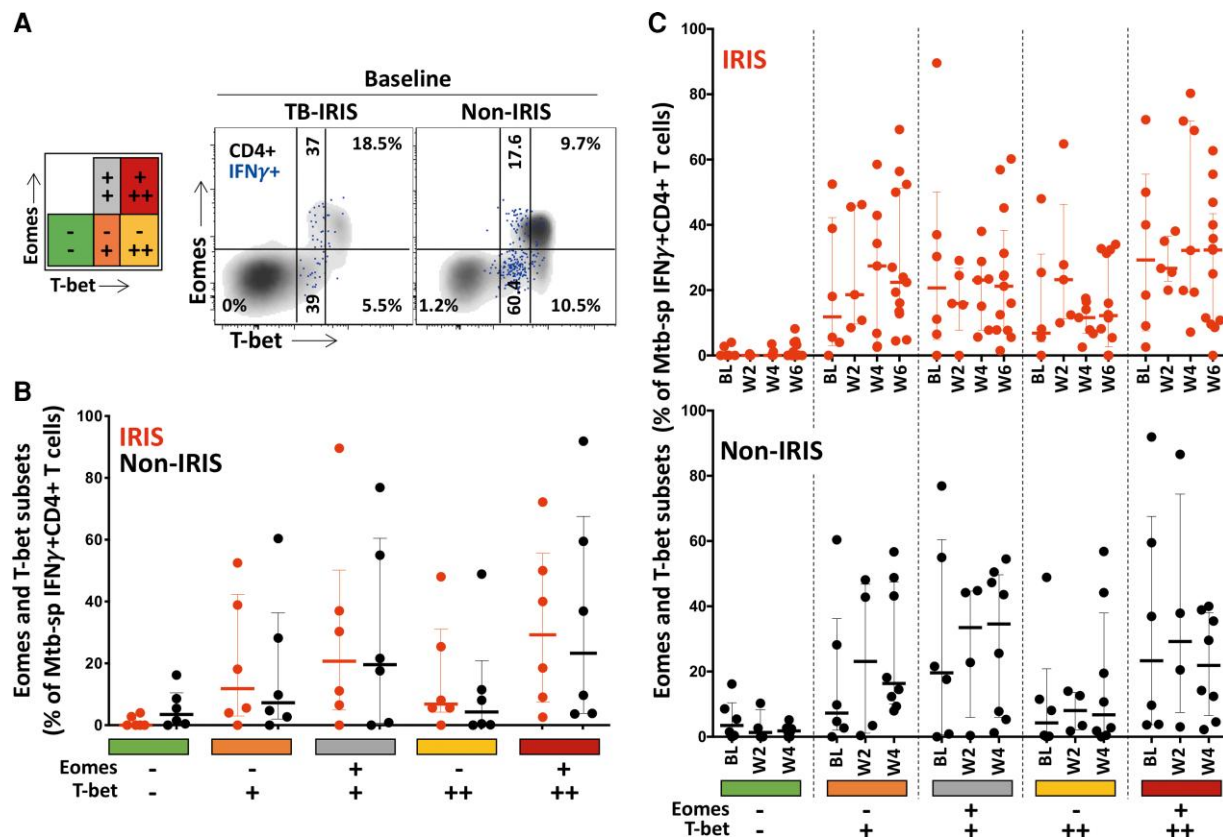 A
Baseline
TB-IRIS
Non-IRIS
CD4+
IFNγ+
37
18.5%
0%
39
5.5%
17.6
9.7%
1.2%
60.4
10.5%
Eomes
T-bet
+
+
+
++
-
-
-
+
-
++
Eomes
T-bet
B
Eomes and T-bet subsets
(% of Mtb-sp IFNγ+CD4+ T cells)
IRIS
Non-IRIS
100
80
60
40
20
0
Eomes - - + - +
T-bet - + + ++ ++
C
Eomes and T-bet subsets (% of Mtb-sp IFNγ+CD4+ T cells)
IRIS
100
80
60
40
20
0
BL W2 W4 W6 BL W2 W4 W6 BL W2 W4 W6 BL W2 W4 W6 BL W2 W4 W6
Non-IRIS
100
80
60
40
20
0
BL W2 W4 BL W2 W4 BL W2 W4 BL W2 W4 BL W2 W4
Eomes - - + - +
T-bet - + + ++ ++